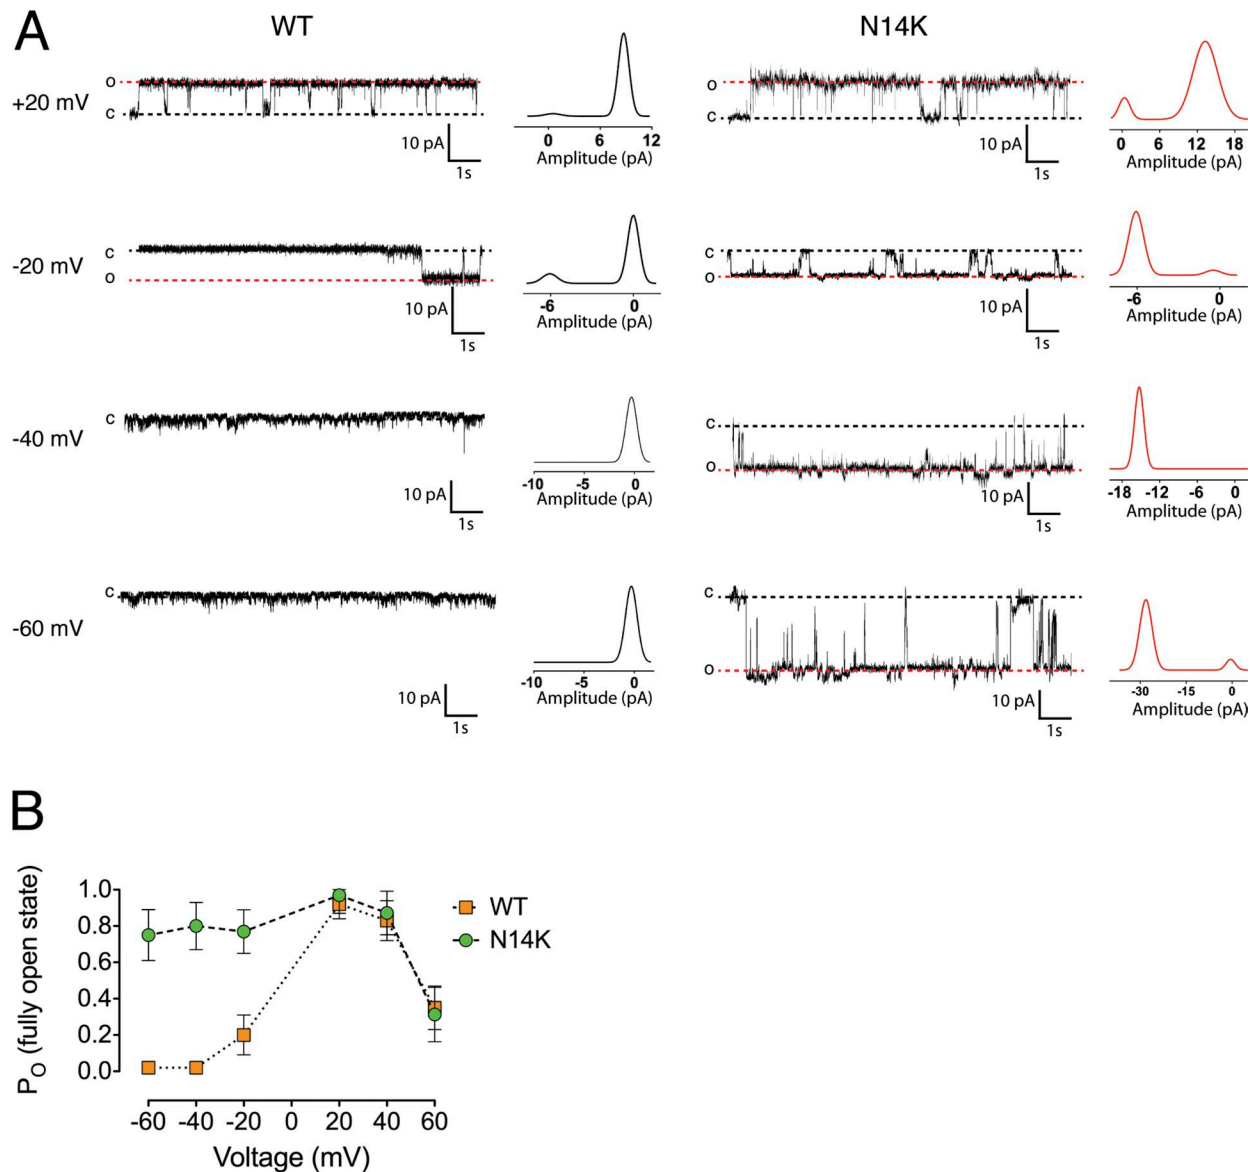 A
WT
N14K
+20 mV
o
c
10 pA
1s
0 6 12
Amplitude (pA)
o
c
10 pA
1s
0 6 12 18
Amplitude (pA)
-20 mV
c
o
10 pA
1s
-6 0
Amplitude (pA)
c
o
10 pA
1s
-6 0
Amplitude (pA)
-40 mV
c
10 pA
1s
-10 -5 0
Amplitude (pA)
c
o
10 pA
1s
-18 -12 -6 0
Amplitude (pA)
-60 mV
c
10 pA
1s
-10 -5 0
Amplitude (pA)
c
o
10 pA
1s
-30 -15 0
Amplitude (pA)
B
PO (fully open state)
1.0
0.8
0.6
0.4
0.2
0.0
WT
N14K
-60 -40 -20 0 20 40 60
Voltage (mV)